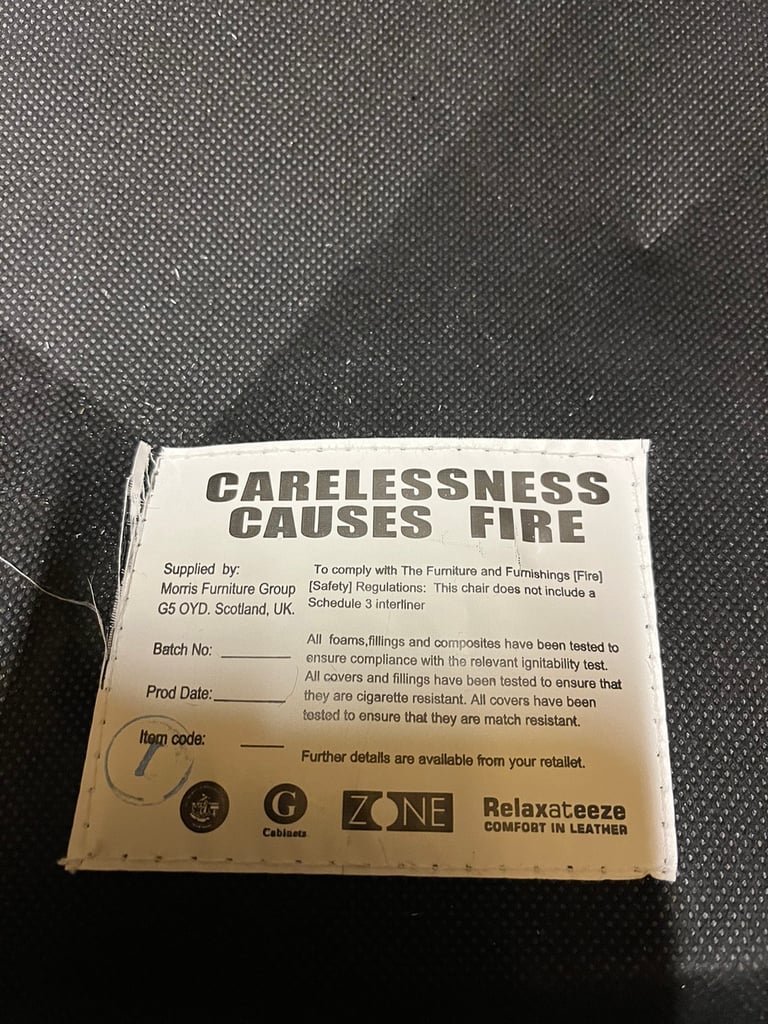 CARELESSNESS
CAUSES FIRE
Supplied by:
Morris Furniture Group
G5 OYD. Scotland, UK.
To comply with The Furniture and Furnishings [Fire]
[Safety] Regulations: This chair does not include a
Schedule 3 interliner
Batch No:
Prod Date:
Item code:
1
All foams,fillings and composites have been tested to
ensure compliance with the relevant ignitability test.
All covers and fillings have been tested to ensure that
they are cigarette resistant. All covers have been
tested to ensure that they are match resistant.
Further details are available from your retailet.
G
Cabinets
ZONE
Relaxateeze
COMFORT IN LEATHER